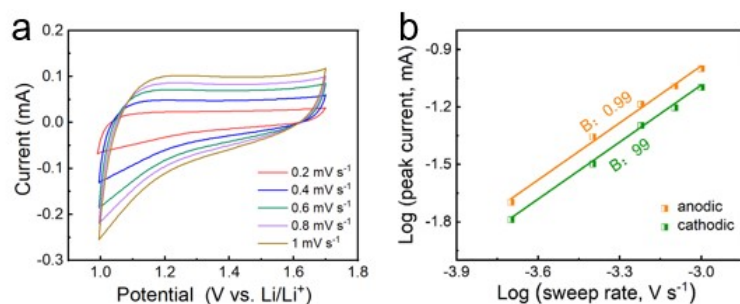 a
0.2
0.1
0.0
-0.1
-0.2
-0.3
Current (mA)
0.2 mV s⁻¹
0.4 mV s⁻¹
0.6 mV s⁻¹
0.8 mV s⁻¹
1 mV s⁻¹
1.0 1.2 1.4 1.6 1.8
Potential (V vs. Li/Li⁺)
b
-0.9
-1.2
-1.5
-1.8
Log (peak current, mA)
B: 0.99
B: 99
anodic
cathodic
-3.9 -3.6 -3.3 -3.0
Log (sweep rate, V s⁻¹)